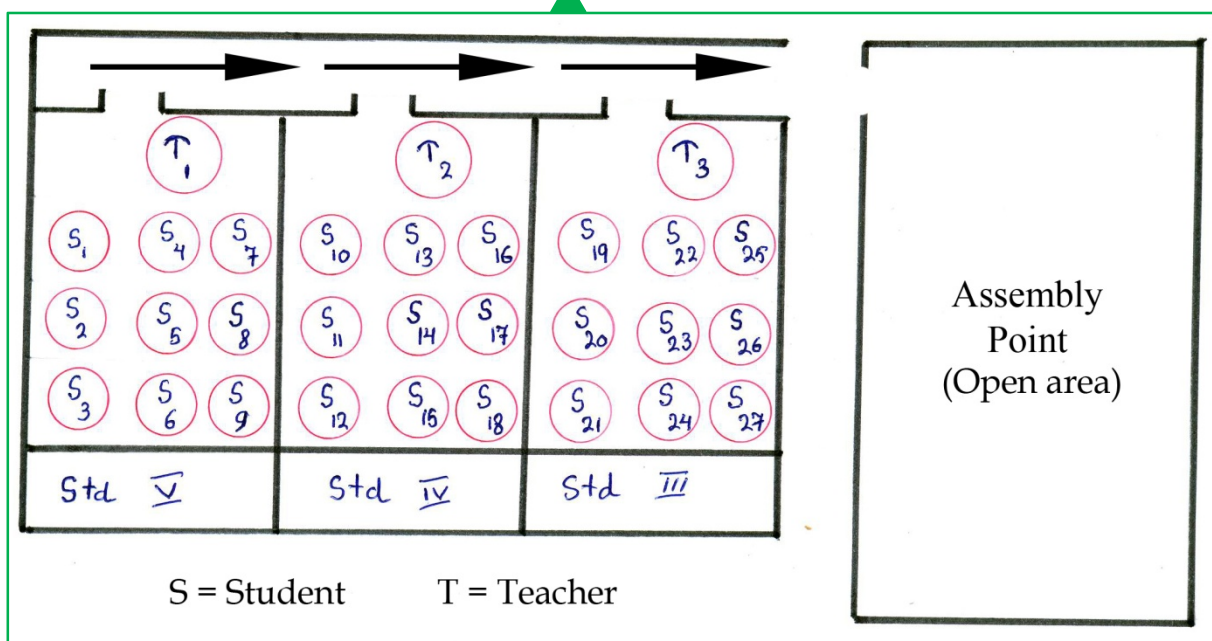 T1 T2 T3
S1 S4 S7 S10 S13 S16 S19 S22 S25
S2 S5 S8 S11 S14 S17 S20 S23 S26
S3 S6 S9 S12 S15 S18 S21 S24 S27
Std V Std IV Std III
Assembly
Point
(Open area)
S = Student T = Teacher